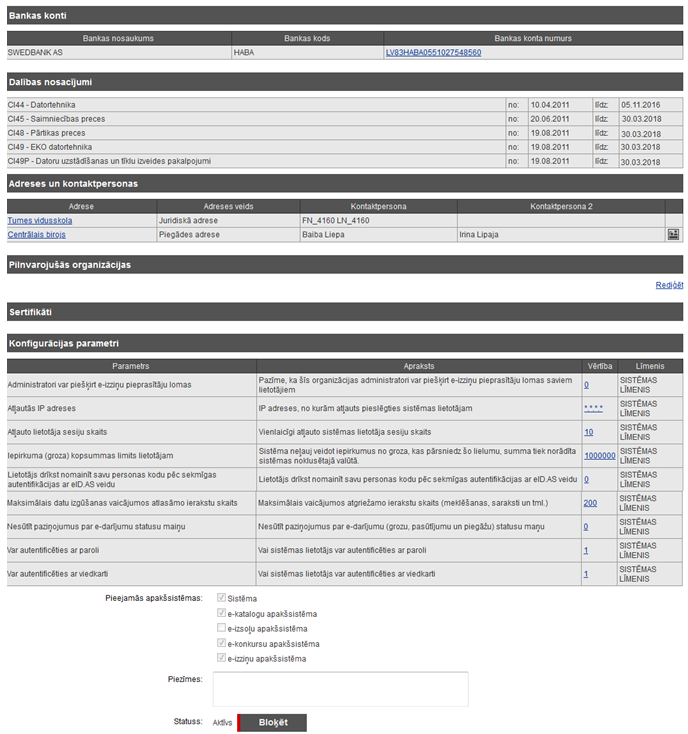 Bankas konti
Bankas nosaukums Bankas kods Bankas konta numurs
SWEDBANK AS HABA LV83HABA0551027548560
Dalības nosacījumi
CI44 - Datortehnika no: 10.04.2011 līdz: 05.11.2016
CI45 - Saimniecības preces no: 20.06.2011 līdz: 30.03.2018
CI48 - Pārtikas preces no: 19.08.2011 līdz: 30.03.2018
CI49 - EKO datortehnika no: 19.08.2011 līdz: 30.03.2018
CI49P - Datoru uzstādīšanas un tīklu izveides pakalpojumi no: 19.08.2011 līdz: 30.03.2018
Adreses un kontaktpersonas
Adrese Adreses veids Kontaktpersona Kontaktpersona 2
Tumes vidusskola Juridiskā adrese FN_4160 LN_4160
Centrālais birojs Piegādes adrese Baiba Liepa Irina Lipaja
Pilnvarojušās organizācijas
Rediģēt
Sertifikāti
Konfigurācijas parametri
Parametrs Apraksts Vērtība Līmenis
Administratori var piešķirt e-izziņu pieprasītāju lomas Pazīme, ka šīs organizācijas administratori var piešķirt e-izziņu pieprasītāju lomas saviem lietotājiem 0 SISTĒMAS LĪMENIS
Atļautās IP adreses IP adreses, no kurām atļauts pieslēgties sistēmas lietotājam *.*.*.* SISTĒMAS LĪMENIS
Atļauto lietotāja sesiju skaits Vienlaicīgi atļauto sistēmas lietotāja sesiju skaits 10 SISTĒMAS LĪMENIS
Iepirkuma (groza) kopsummas limits lietotājam Sistēma neļauj veidot iepirkumus no groza, kas pārsniedz šo lielumu, summa tiek norādīta sistēmas noklusētajā valūtā. 1000000 SISTĒMAS LĪMENIS
Lietotājs drīkst nomainīt savu personas kodu pēc sekmīgas autentifikācijas ar eID.AS veidu Lietotājs drīkst nomainīt savu personas kodu pēc sekmīgas autentifikācijas ar eID.AS veidu 0 SISTĒMAS LĪMENIS
Maksimālais datu izgūšanas vaicājumos atlasāmo ierakstu skaits Maksimālais vaicājumos atgriežamo ierakstu skaits (meklēšanas, saraksti un tml.) 200 SISTĒMAS LĪMENIS
Nesūtīt paziņojumus par e-darījumu statusu maiņu Nesūtīt paziņojumus par e-darījumu (grozu, pasūtījumu un piegāžu) statusu maņu 0 SISTĒMAS LĪMENIS
Var autentificēties ar paroli Vai sistēmas lietotājs var autentificēties ar paroli 1 SISTĒMAS LĪMENIS
Var autentificēties ar viedkarti Vai sistēmas lietotājs var autentificēties ar viedkarti 1 SISTĒMAS LĪMENIS
Pieejamās apakšsistēmas: Sistēma
e-katalogu apakšsistēma
e-izsoļu apakšsistēma
e-konkursu apakšsistēma
e-izziņu apakšsistēma
Piezīmes:
Statuss: Aktīvs Bloķēt